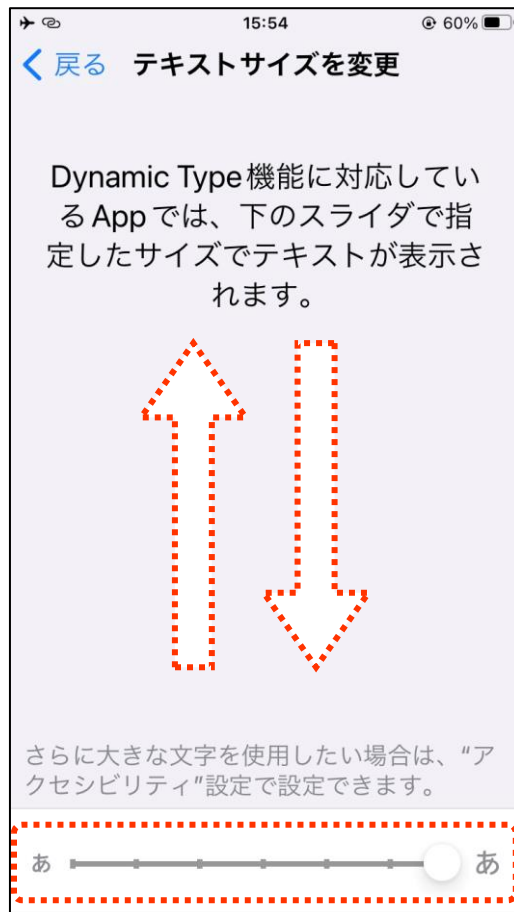 15:54
60%
戻る テキストサイズを変更
Dynamic Type機能に対応してい
るAppでは、下のスライダで指
定したサイズでテキストが表示さ
れます。
さらに大きな文字を使用したい場合は、“ア
クセシビリティ”設定で設定できます。
あ あ